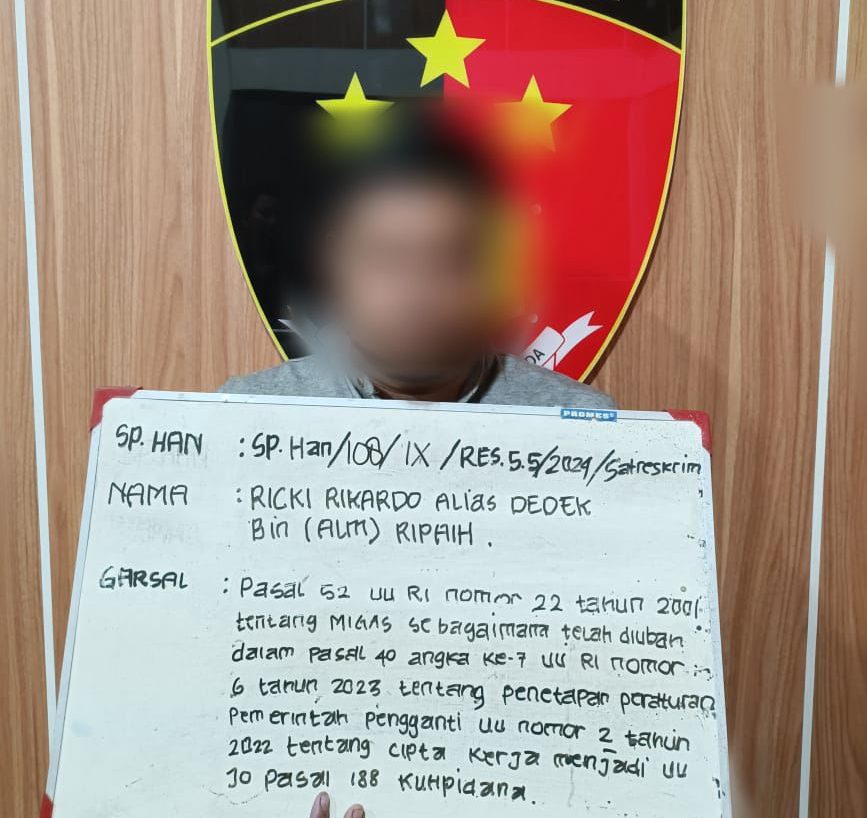 DA
PROMES
SP. HAN : SP. Han/108/ IX /RES.5.5/2024/Satreskrim
NAMA : RICKI RIKARDO Alias DEDEK
Bin (ALM) RIPAIH .
GARSAL : Pasal 52 UU RI nomor 22 tahun 2001
tentang MIGAS sebagaimana telah diubah
dalam pasal 40 angka ke-7 UU RI nomor
6 tahun 2023 tentang penetapan peraturan
Pemerintah pengganti UU nomor 2 tahun
2022 tentang cipta kerja menjadi UU
JO Pasal 188 KUHPidana.